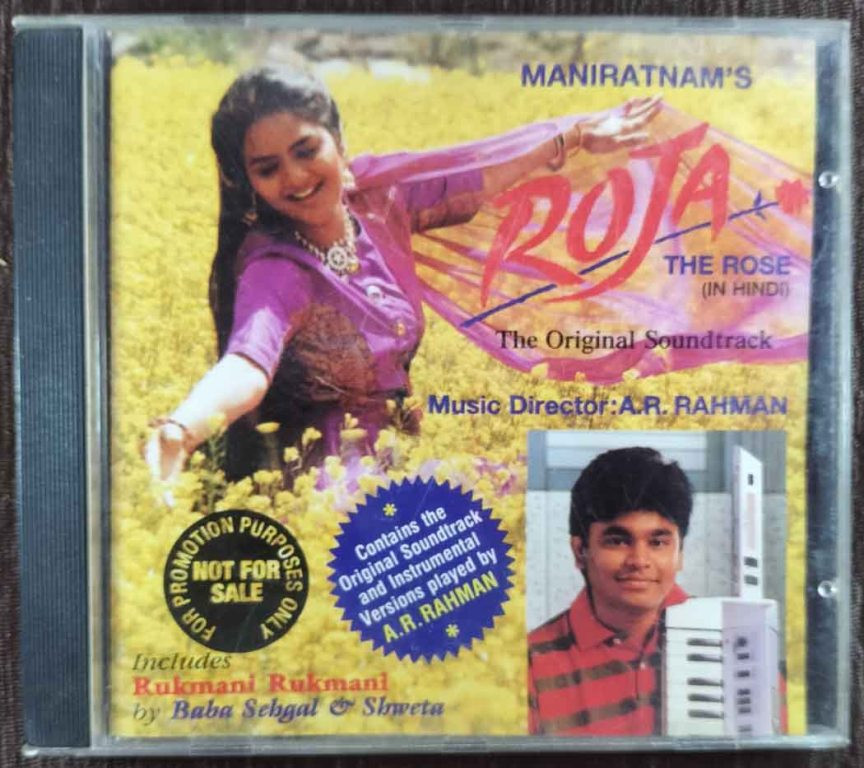 MANIRATNAM'S
ROJA
THE ROSE
(IN HINDI)
The Original Soundtrack
Music Director:A.R. RAHMAN
FOR PROMOTION PURPOSES ONLY
NOT FOR
SALE
*
Contains the
Original Soundtrack
and Instrumental
Versions played by
A.R. RAHMAN
*
Includes
Rukmani Rukmani
by Baba Sehgal & Shweta